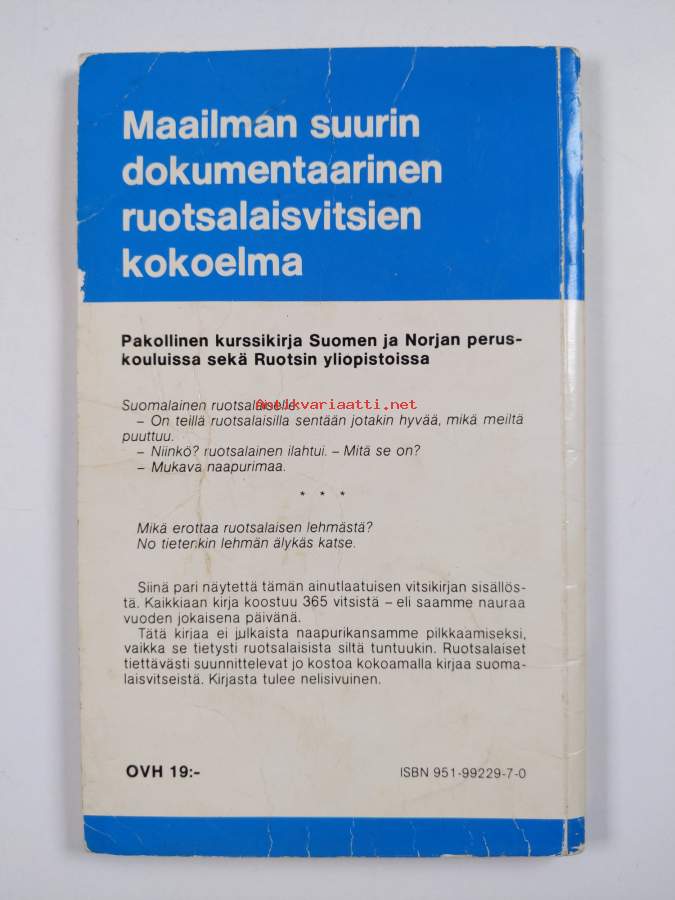 Maailman suurin
dokumentaarinen
ruotsalaisvitsien
kokoelma
Pakollinen kurssikirja Suomen ja Norjan perus-
kouluissa sekä Ruotsin yliopistoissa
Suomalainen ruotsalaiselle:
antikvariaatti.net
– On teillä ruotsalaisilla sentään jotakin hyvää, mikä meiltä
puuttuu.
– Niinkö? ruotsalainen ilahtui. – Mitä se on?
– Mukava naapurimaa.
* * *
Mikä erottaa ruotsalaisen lehmästä?
No tietenkin lehmän älykäs katse.
Siinä pari näytettä tämän ainutlaatuisen vitsikirjan sisällös-
tä. Kaikkiaan kirja koostuu 365 vitsistä – eli saamme nauraa
vuoden jokaisena päivänä.
Tätä kirjaa ei julkaista naapurikansamme pilkkaamiseksi,
vaikka se tietysti ruotsalaisista siltä tuntuukin. Ruotsalaiset
tiettävästi suunnittelevat jo kostoa kokoamalla kirjaa suoma-
laisvitseistä. Kirjasta tulee nelisivuinen.
OVH 19:-
ISBN 951-99229-7-0